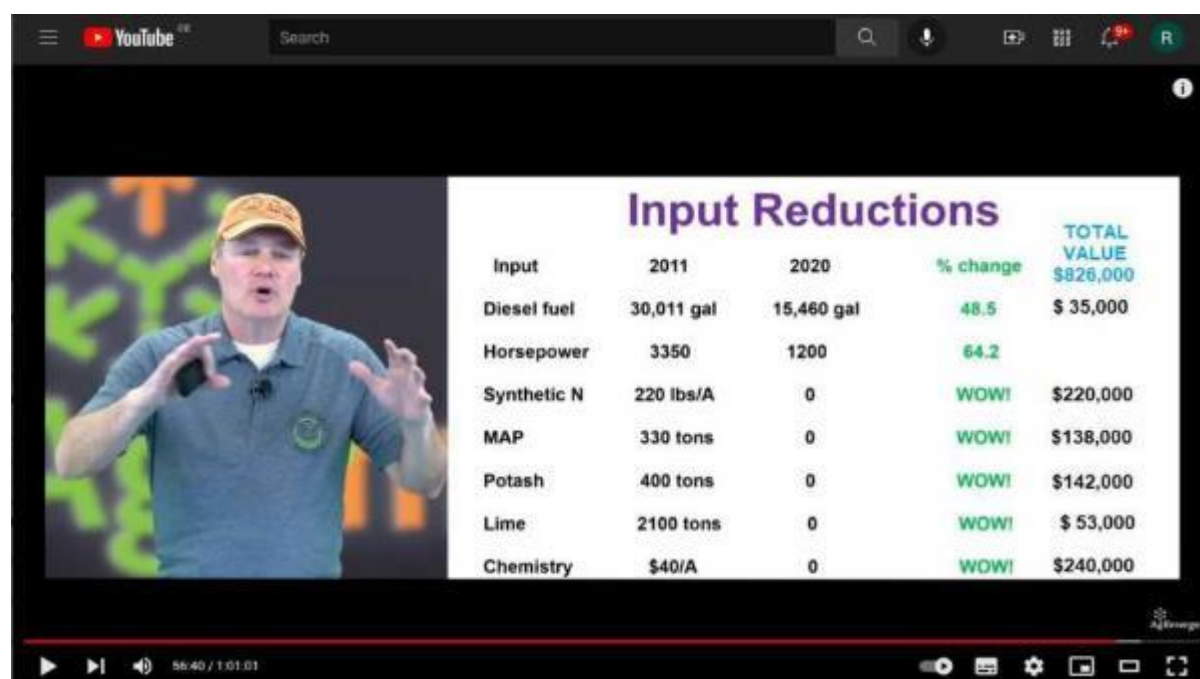 YouTube CE
Search
9+
R
Input Reductions
TOTAL
VALUE
$826,000
Input 2011 2020 % change
Diesel fuel 30,011 gal 15,460 gal 48.5 $ 35,000
Horsepower 3350 1200 64.2
Synthetic N 220 lbs/A 0 WOW! $220,000
MAP 330 tons 0 WOW! $138,000
Potash 400 tons 0 WOW! $142,000
Lime 2100 tons 0 WOW! $ 53,000
Chemistry $40/A 0 WOW! $240,000
AgEmerge
56:40 / 1:01:01